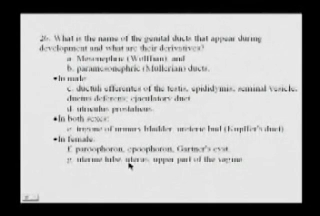 26. What is the name of the genital ducts that appear during
development and what are their derivatives?
a. Mesonephric (Wolffian), and
b. paramesonephric (Mullerian) ducts.
•In male
c. ductuli efferentes of the testis, epididymis, seminal vesicle,
ductus deferens, ejaculatory duct
d. utriculus prostaticus
•In both sexes:
e. trigone of urinary bladder, ureteric bud (Kupffer's duct)
•In female:
f. paroophoron, epoophoron, Gartner's cyst
g. uterine tube, uterus, upper part of the vagina